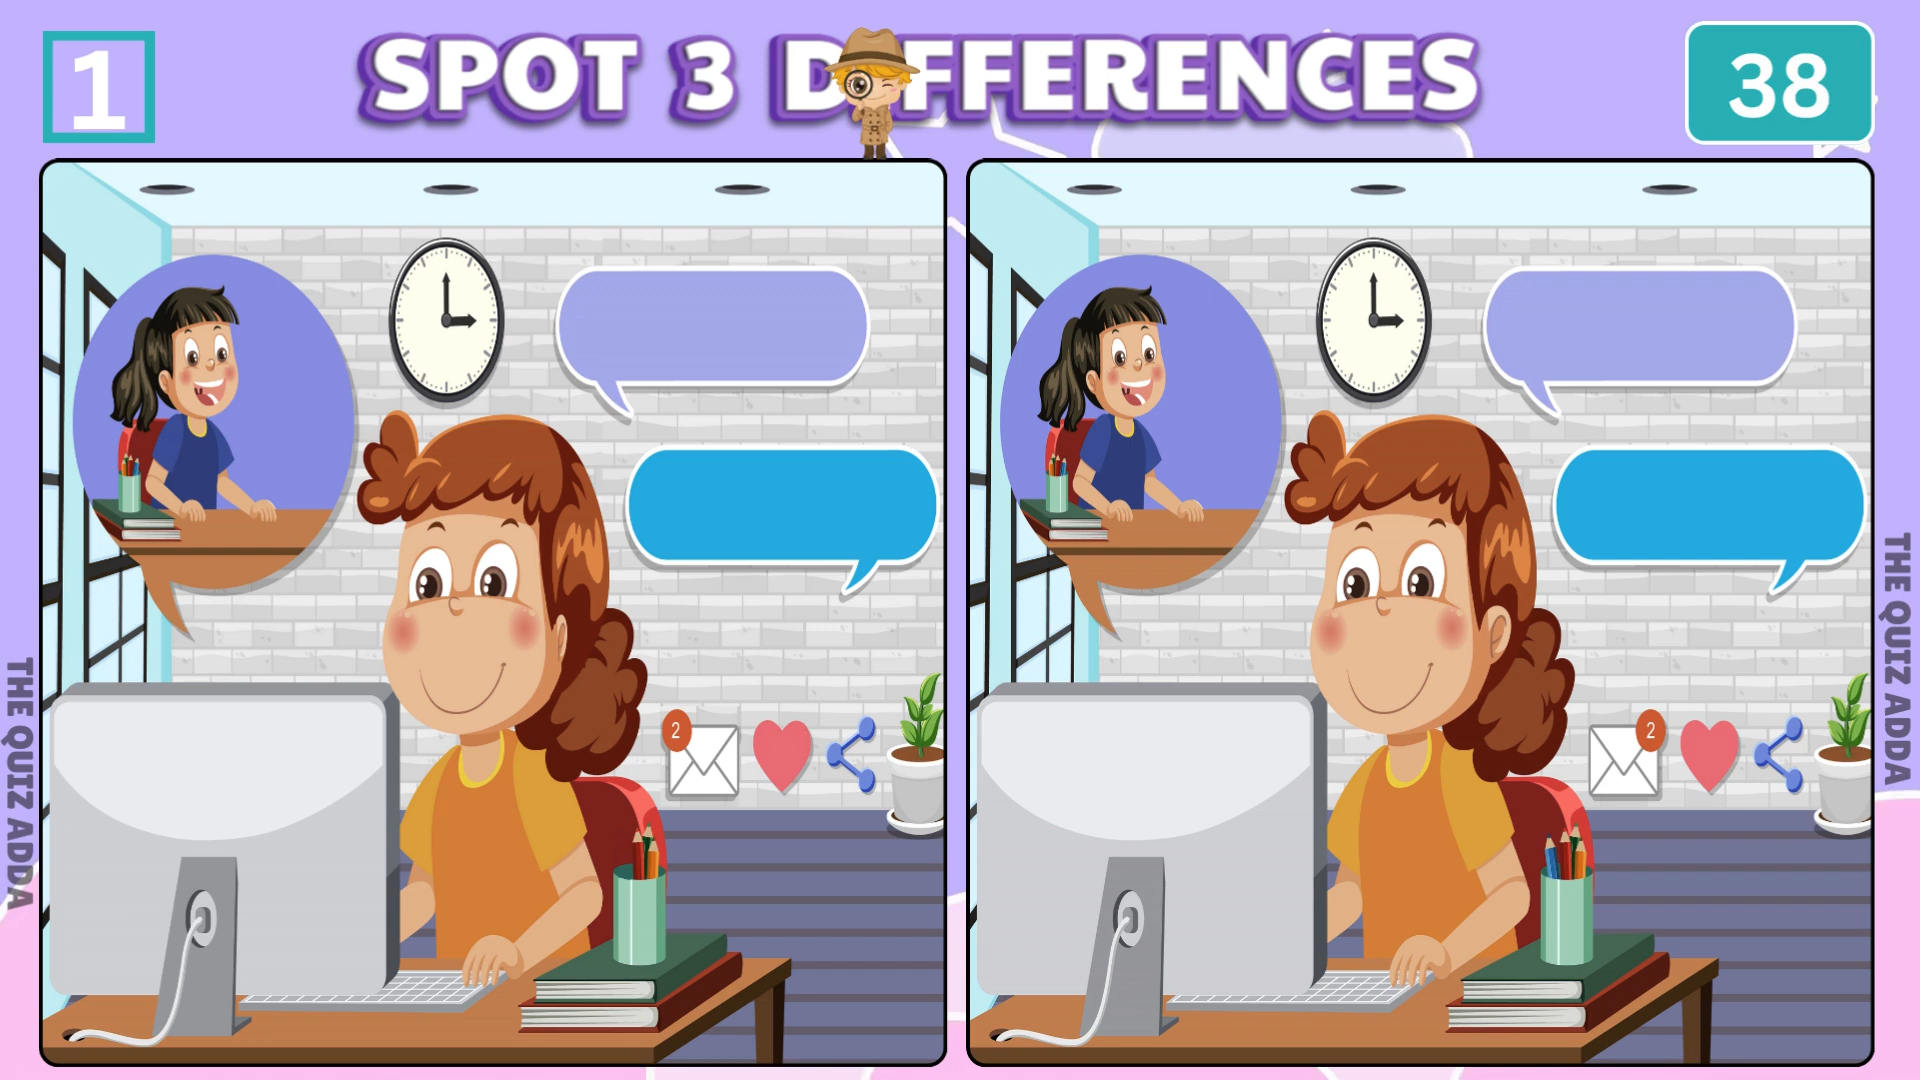 1
SPOT 3 DIFFERENCES
38
2
2
THE QUIZ ADDA
THE QUIZ ADDA